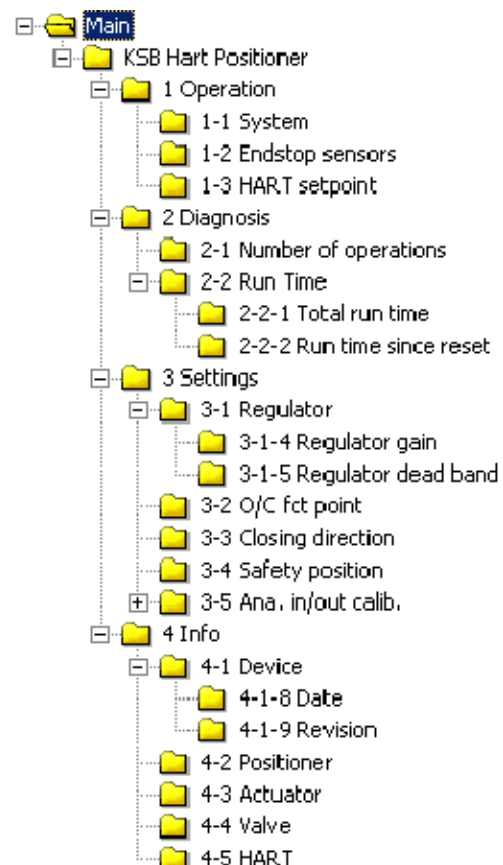 Main
KSB Hart Positioner
1 Operation
1-1 System
1-2 Endstop sensors
1-3 HART setpoint
2 Diagnosis
2-1 Number of operations
2-2 Run Time
2-2-1 Total run time
2-2-2 Run time since reset
3 Settings
3-1 Regulator
3-1-4 Regulator gain
3-1-5 Regulator dead band
3-2 O/C fct point
3-3 Closing direction
3-4 Safety position
3-5 Ana. in/out calib.
4 Info
4-1 Device
4-1-8 Date
4-1-9 Revision
4-2 Positioner
4-3 Actuator
4-4 Valve
4-5 HART